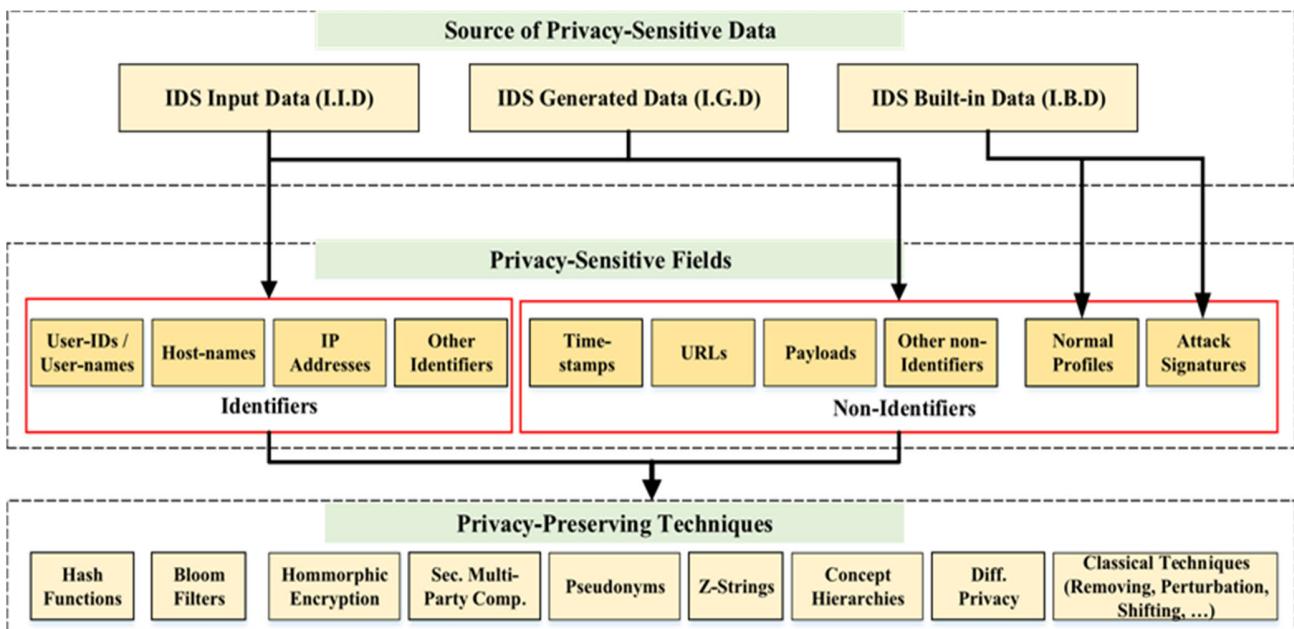 Source of Privacy-Sensitive Data
IDS Input Data (I.I.D)
IDS Generated Data (I.G.D)
IDS Built-in Data (I.B.D)
Privacy-Sensitive Fields
User-IDs /
User-names
Host-names
IP
Addresses
Other
Identifiers
Time-
stamps
URLs
Payloads
Other non-
Identifiers
Normal
Profiles
Attack
Signatures
Identifiers
Non-Identifiers
Privacy-Preserving Techniques
Hash
Functions
Bloom
Filters
Hommorphic
Encryption
Sec. Multi-
Party Comp.
Pseudonyms
Z-Strings
Concept
Hierarchies
Diff.
Privacy
Classical Techniques
(Removing, Perturbation,
Shifting, …)